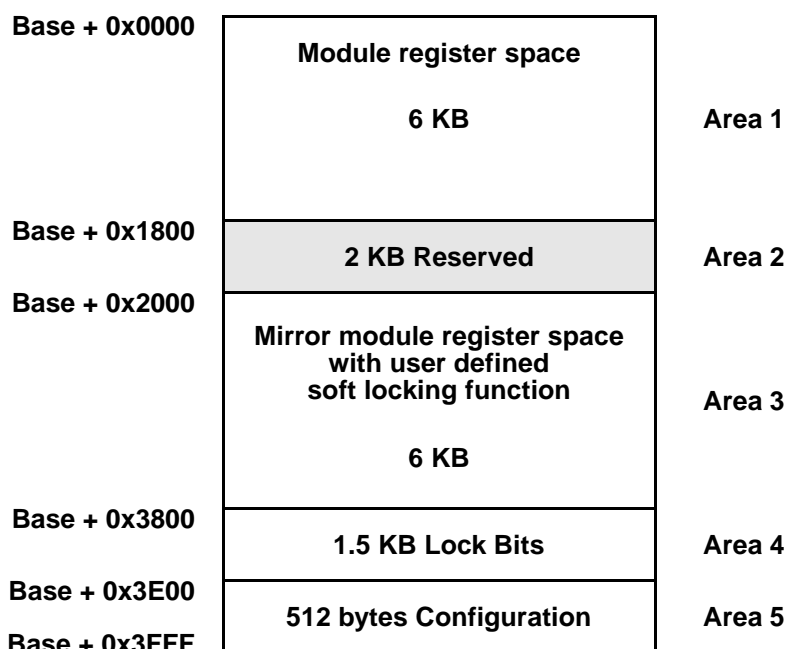 Base + 0x0000
Module register space
6 KB
Area 1
Base + 0x1800
2 KB Reserved
Area 2
Base + 0x2000
Mirror module register space
with user defined
soft locking function
Area 3
6 KB
Base + 0x3800
1.5 KB Lock Bits
Area 4
Base + 0x3E00
512 bytes Configuration
Area 5
Base + 0x3FFF